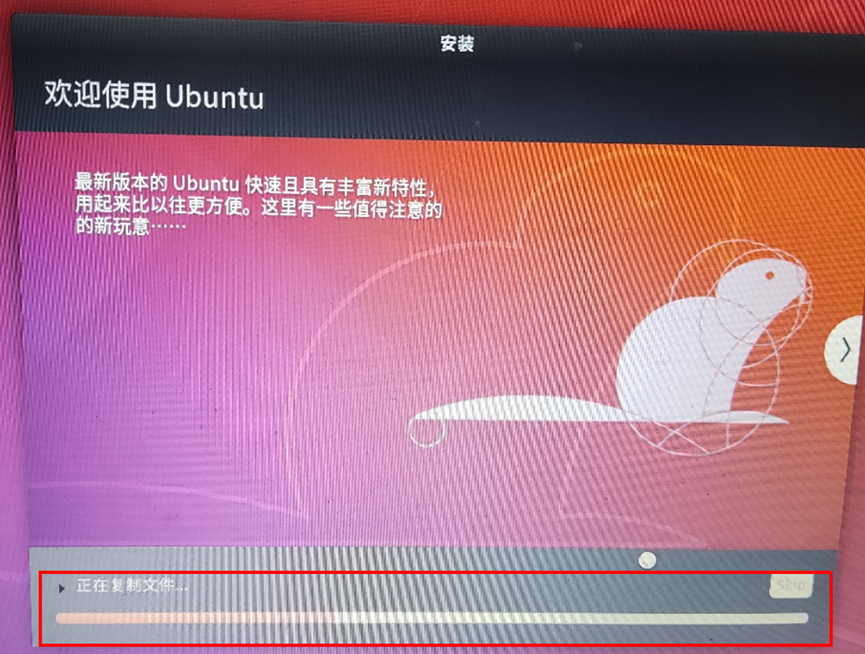 安装
欢迎使用 Ubuntu
最新版本的 Ubuntu 快速且具有丰富新特性，
用起来比以往更方便。这里有一些值得注意的
的新玩意……
正在复制文件...
Skip